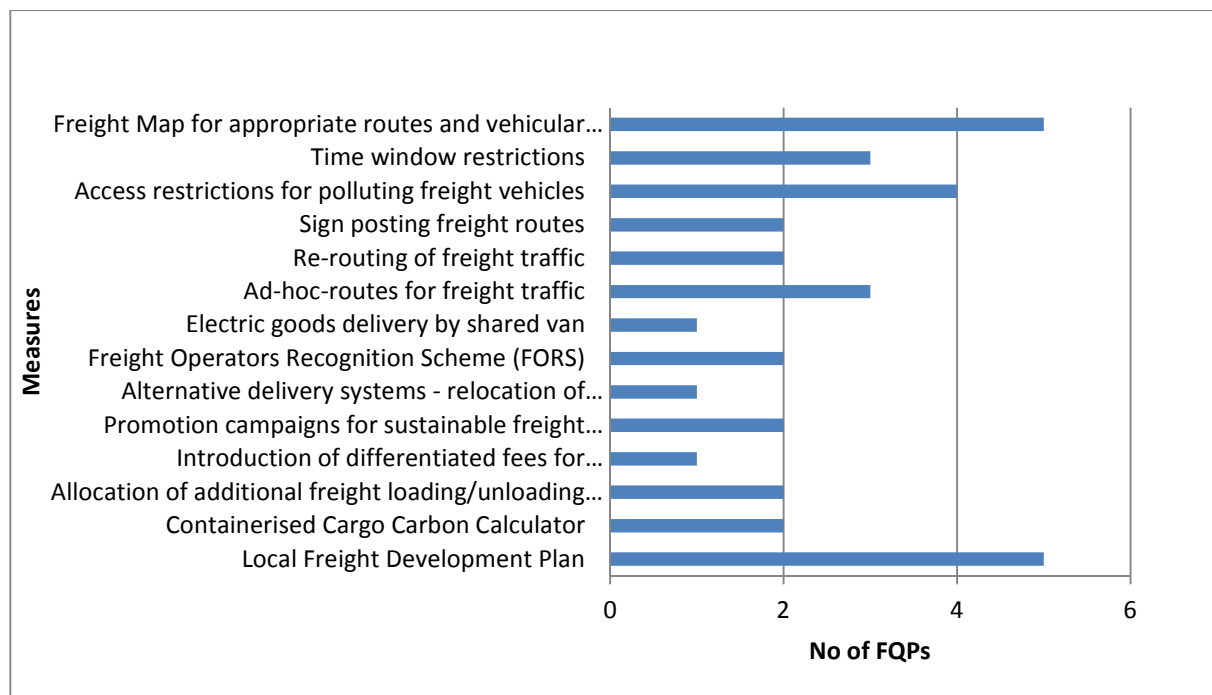 Freight Map for appropriate routes and vehicular...
Time window restrictions
Access restrictions for polluting freight vehicles
Sign posting freight routes
Re-routing of freight traffic
Ad-hoc-routes for freight traffic
Electric goods delivery by shared van
Freight Operators Recognition Scheme (FORS)
Alternative delivery systems - relocation of...
Promotion campaigns for sustainable freight...
Introduction of differentiated fees for...
Allocation of additional freight loading/unloading...
Containerised Cargo Carbon Calculator
Local Freight Development Plan
Measures
0 2 4 6
No of FQPs